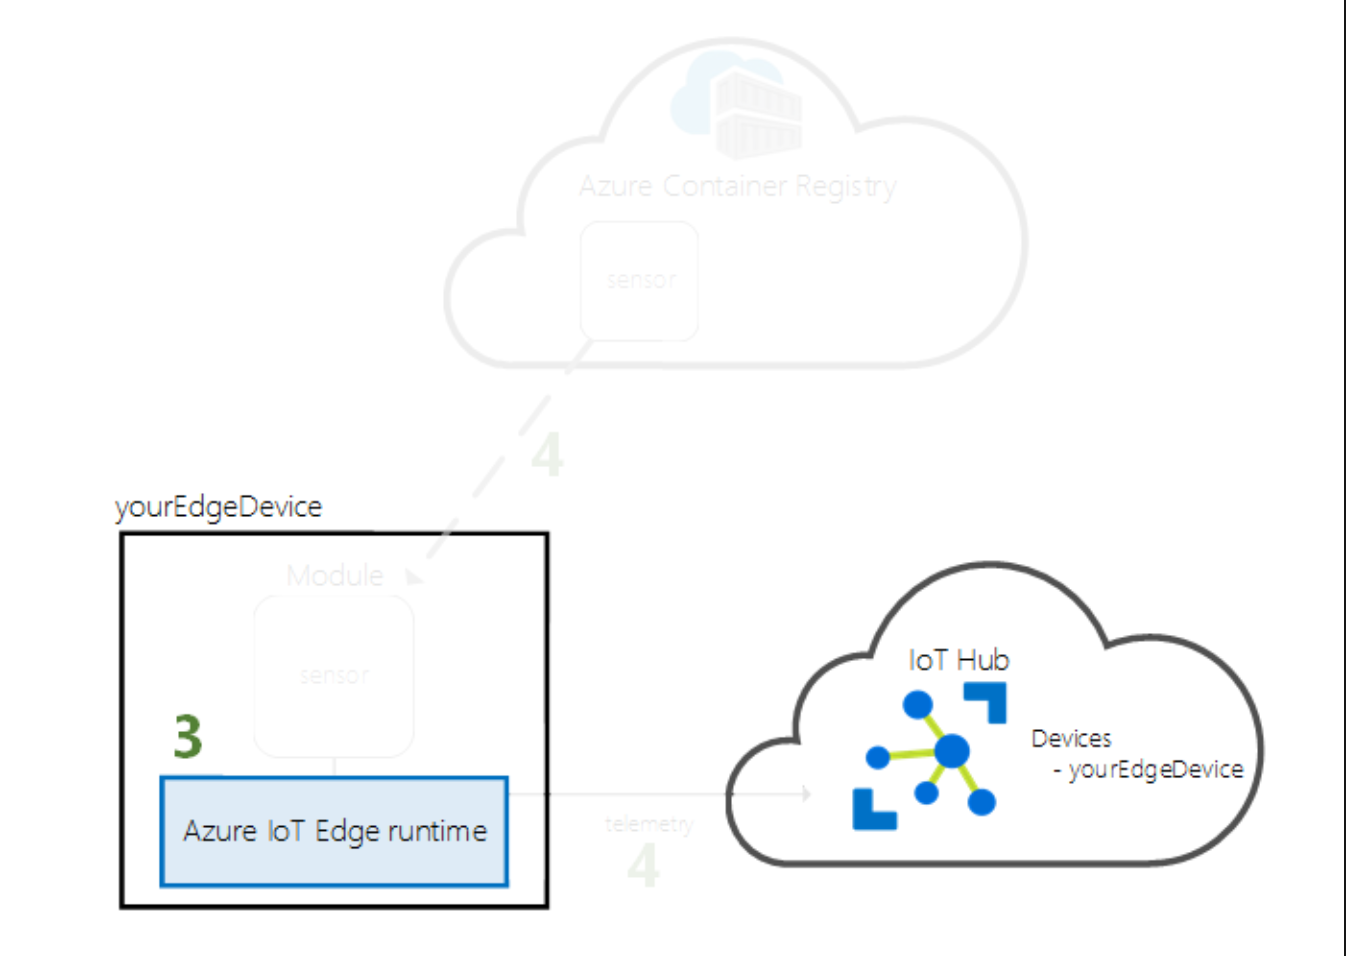 Azure Container Registry
sensor
4
yourEdgeDevice
Module
sensor
3
Azure IoT Edge runtime
telemetry
4
IoT Hub
Devices
- yourEdgeDevice